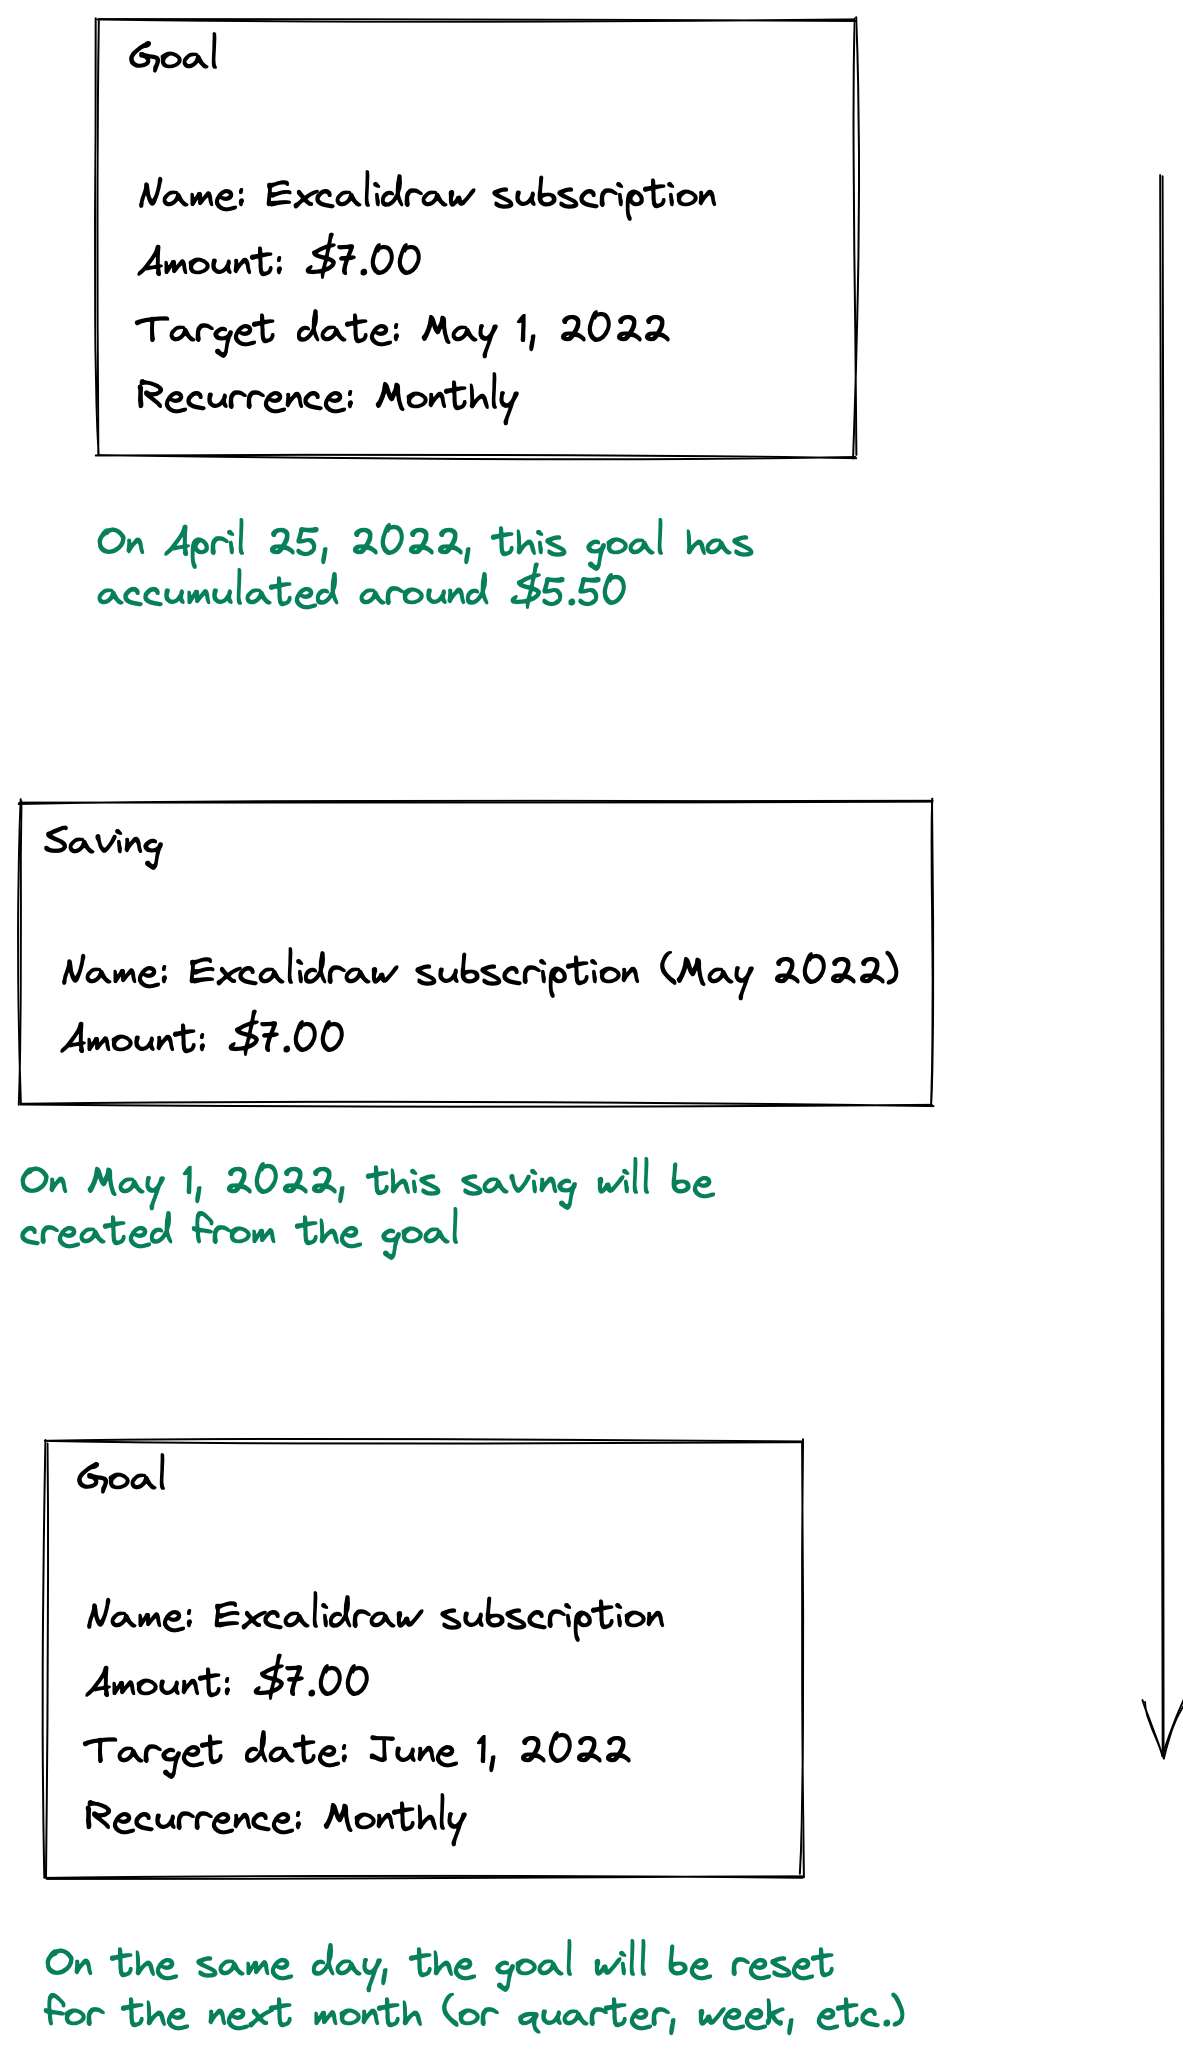 Goal
Name: Excalidraw subscription
Amount: $7.00
Target date: May 1, 2022
Recurrence: Monthly
On April 25, 2022, this goal has
accumulated around $5.50
Saving
Name: Excalidraw subscription (May 2022)
Amount: $7.00
On May 1, 2022, this saving will be
created from the goal
Goal
Name: Excalidraw subscription
Amount: $7.00
Target date: June 1, 2022
Recurrence: Monthly
On the same day, the goal will be reset
for the next month (or quarter, week, etc.)